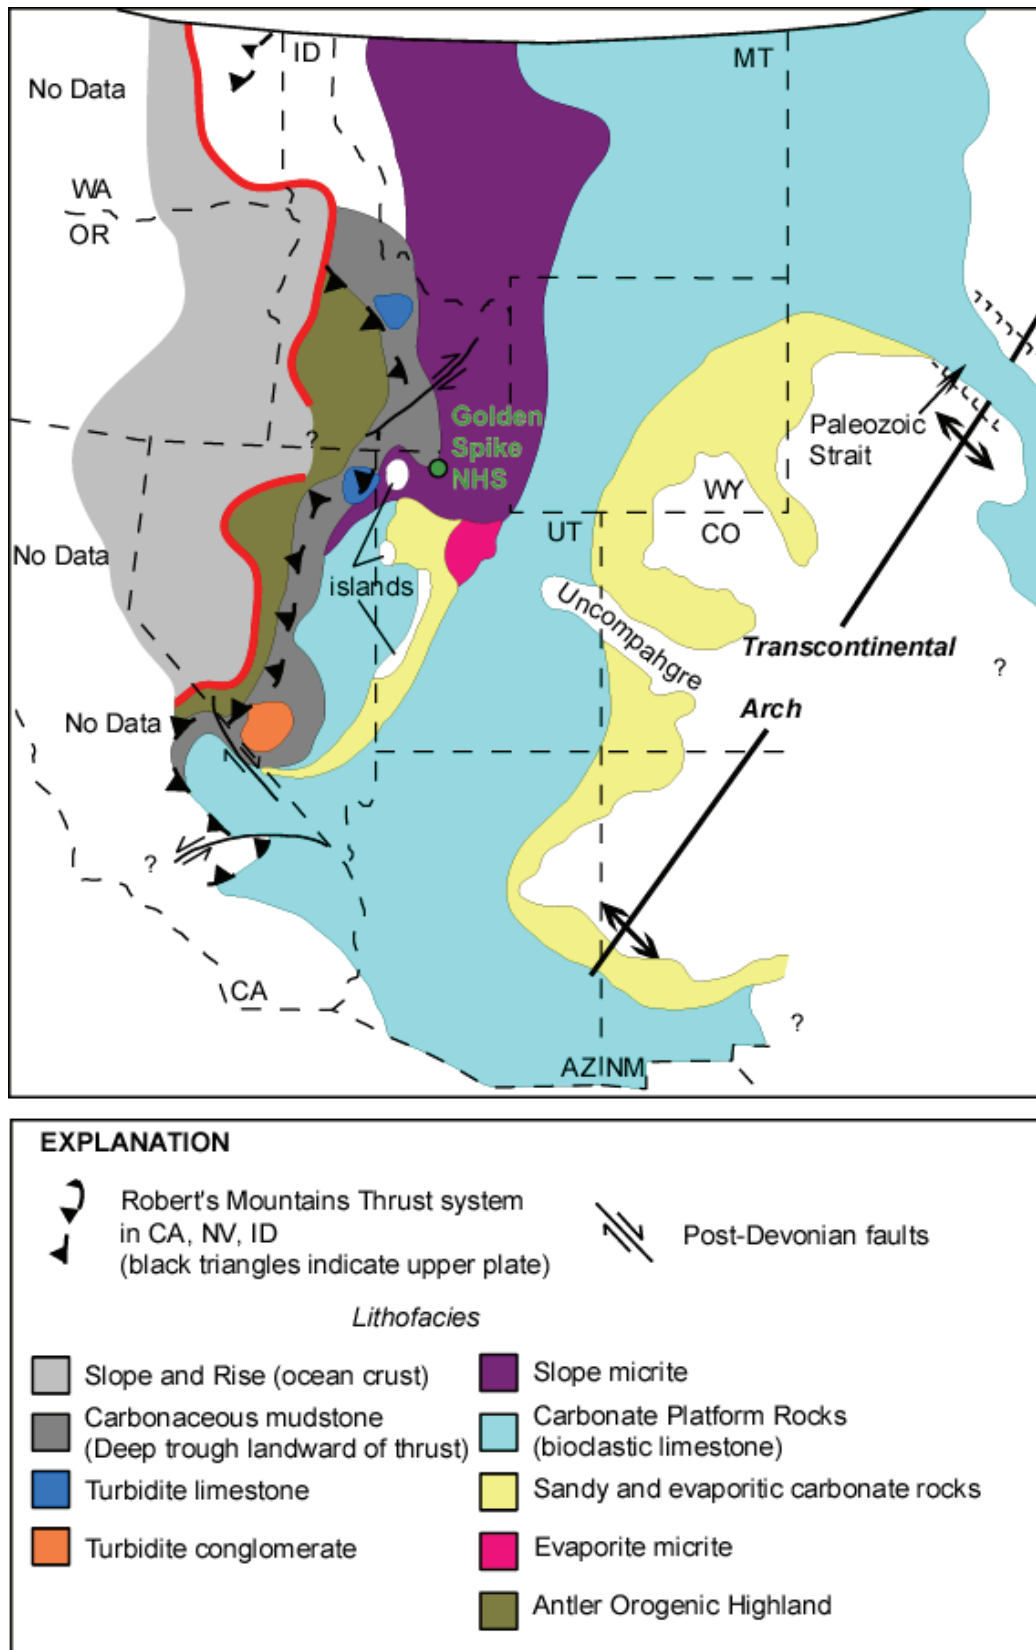 ID
MT
No Data
WA
OR
Golden
Spike
NHS
?
Paleozoic
Strait
WY
CO
UT
No Data
islands
Uncompahgre
Transcontinental
?
Arch
No Data
?
CA
?
AZ NM
EXPLANATION
Robert's Mountains Thrust system
in CA, NV, ID
(black triangles indicate upper plate)
Post-Devonian faults
Lithofacies
Slope and Rise (ocean crust)
Slope micrite
Carbonaceous mudstone
(Deep trough landward of thrust)
Carbonate Platform Rocks
(bioclastic limestone)
Turbidite limestone
Sandy and evaporitic carbonate rocks
Turbidite conglomerate
Evaporite micrite
Antler Orogenic Highland